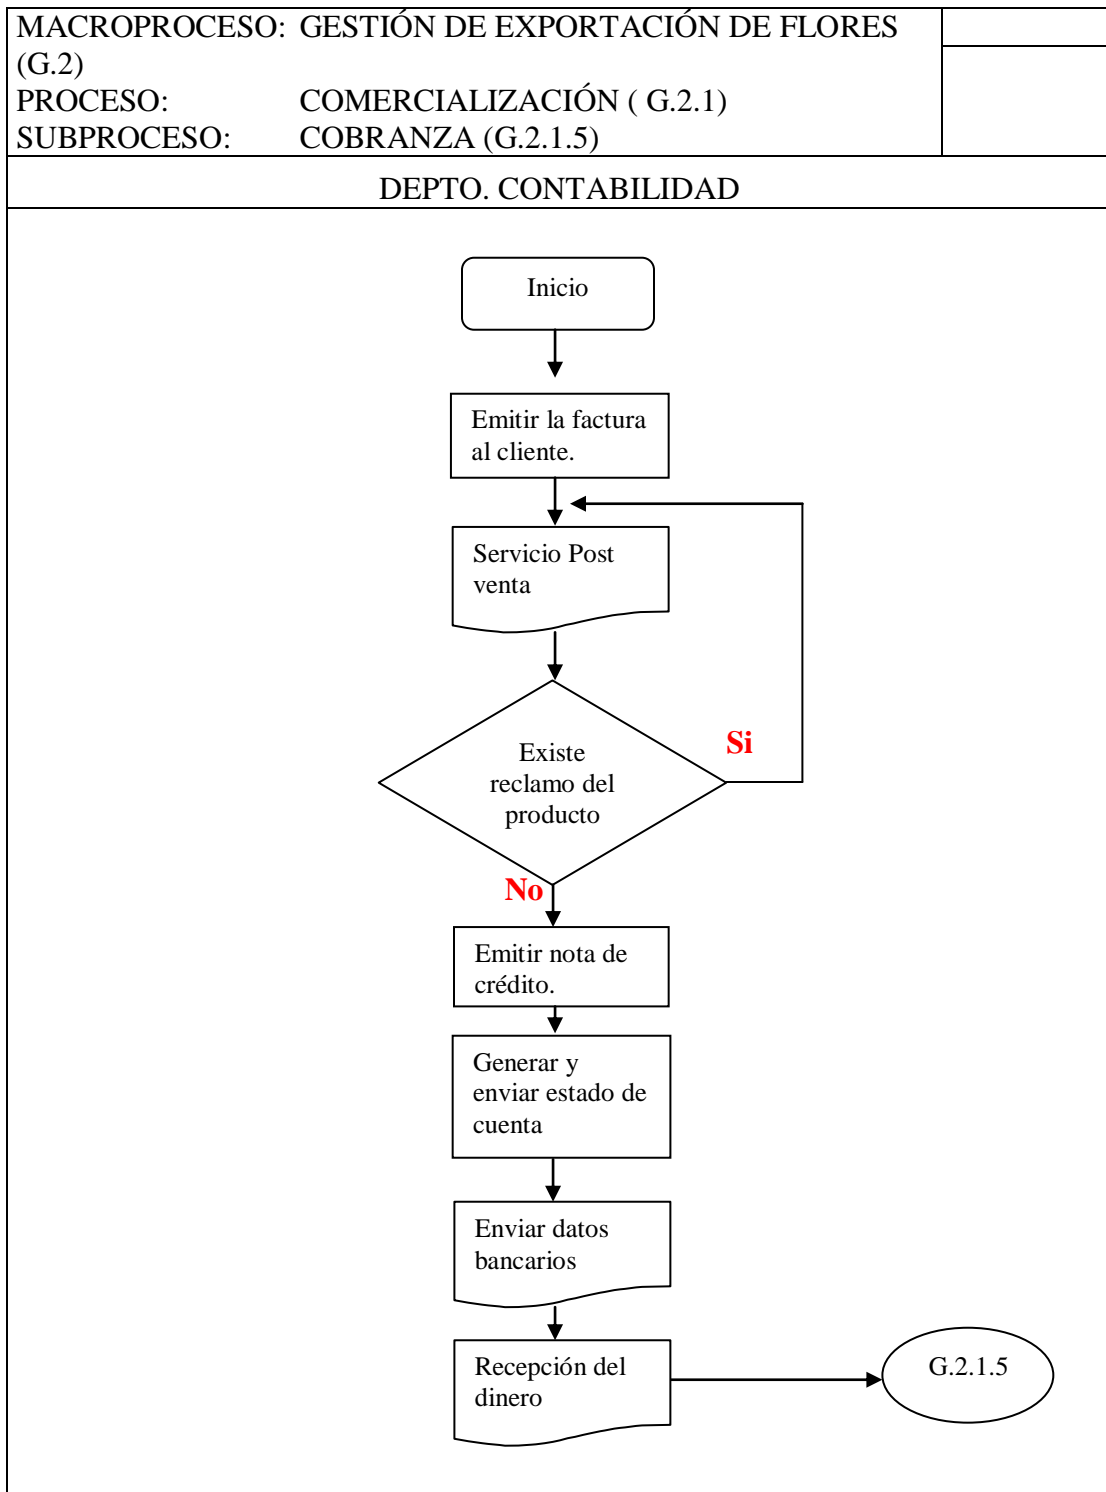 MACROPROCESO: GESTIÓN DE EXPORTACIÓN DE FLORES
(G.2)
PROCESO: COMERCIALIZACIÓN ( G.2.1)
SUBPROCESO: COBRANZA (G.2.1.5)
DEPTO. CONTABILIDAD
Inicio
Emitir la factura
al cliente.
Servicio Post
venta
Existe
reclamo del
producto
Si
No
Emitir nota de
crédito.
Generar y
enviar estado de
cuenta
Enviar datos
bancarios
Recepción del
dinero
G.2.1.5